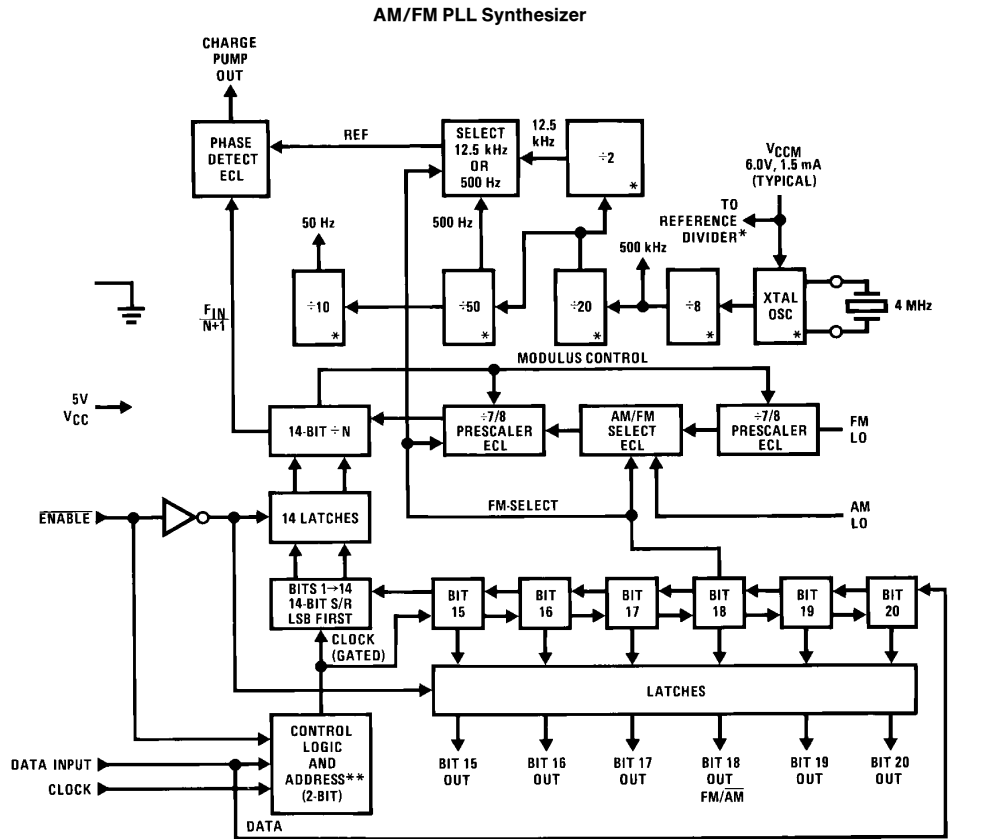 AM/FM PLL Synthesizer
CHARGE
PUMP
OUT
PHASE
DETECT
ECL
REF
SELECT
12.5 kHz
OR
500 Hz
12.5
kHz
÷2
*
VCCM
6.0V, 1.5 mA
(TYPICAL)
TO
REFERENCE
DIVIDER*
50 Hz
500 Hz
500 kHz
÷10
*
÷50
*
÷20
*
÷8
*
XTAL
OSC
*
4 MHz
FIN
N+1
MODULUS CONTROL
5V
VCC
14-BIT ÷N
÷7/8
PRESCALER
ECL
AM/FM
SELECT
ECL
÷7/8
PRESCALER
ECL
FM
LO
ENABLE
14 LATCHES
FM-SELECT
AM
LO
BITS 1→14
14-BIT S/R
LSB FIRST
BIT
15
BIT
16
BIT
17
BIT
18
BIT
19
BIT
20
CLOCK
(GATED)
LATCHES
CONTROL
LOGIC
AND
ADDRESS**
(2-BIT)
DATA INPUT
CLOCK
DATA
BIT 15
OUT
BIT 16
OUT
BIT 17
OUT
BIT 18
OUT
FM/AM
BIT 19
OUT
BIT 20
OUT